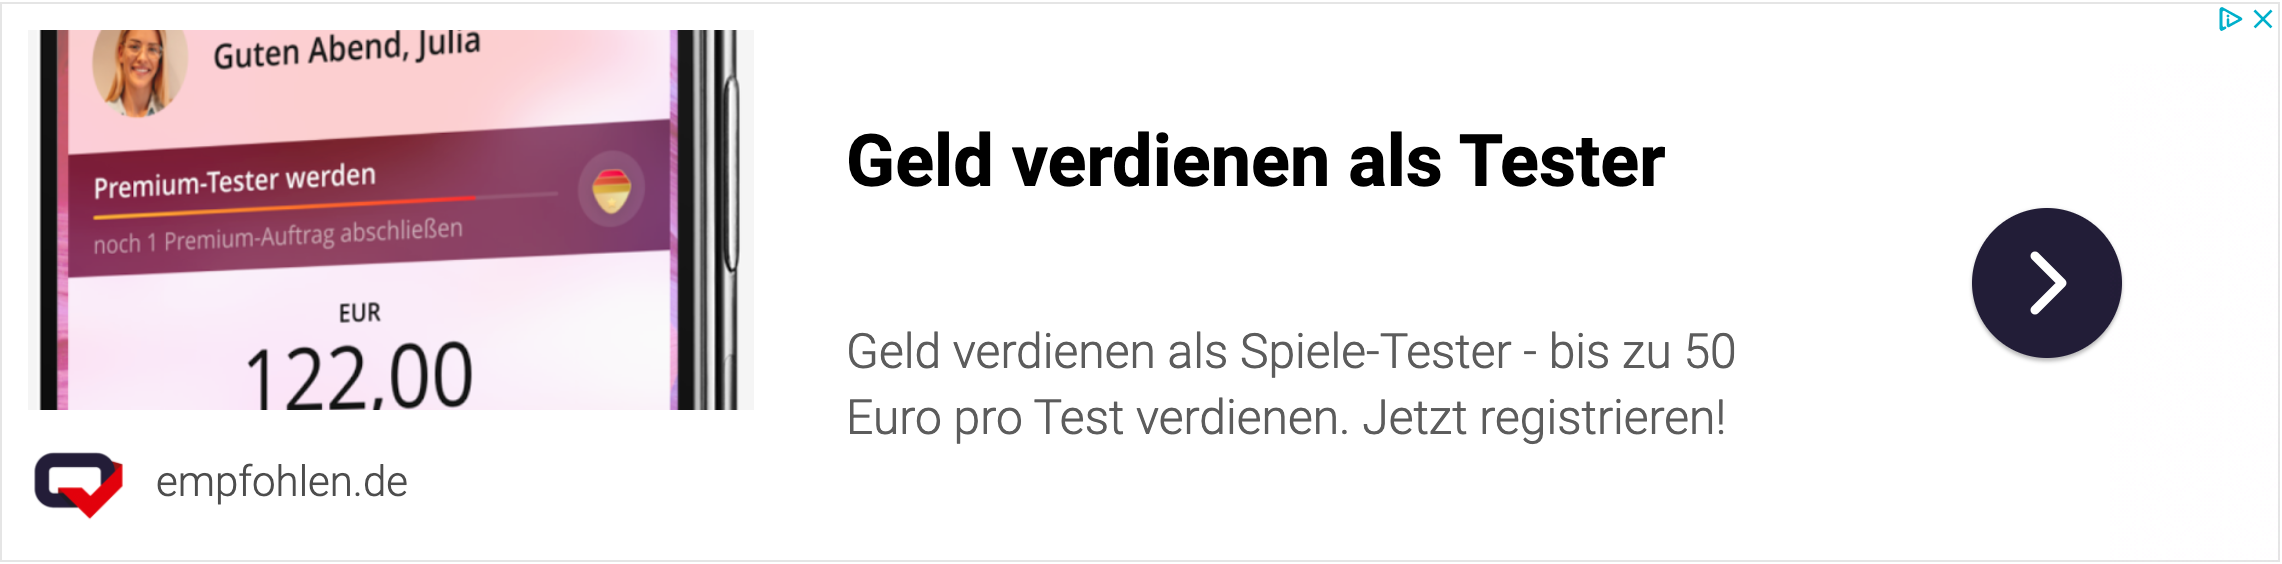 Guten Abend, Julia
Premium-Tester werden
noch 1 Premium-Auftrag abschließen
EUR
122,00
empfohlen.de
Geld verdienen als Tester
Geld verdienen als Spiele-Tester - bis zu 50
Euro pro Test verdienen. Jetzt registrieren!